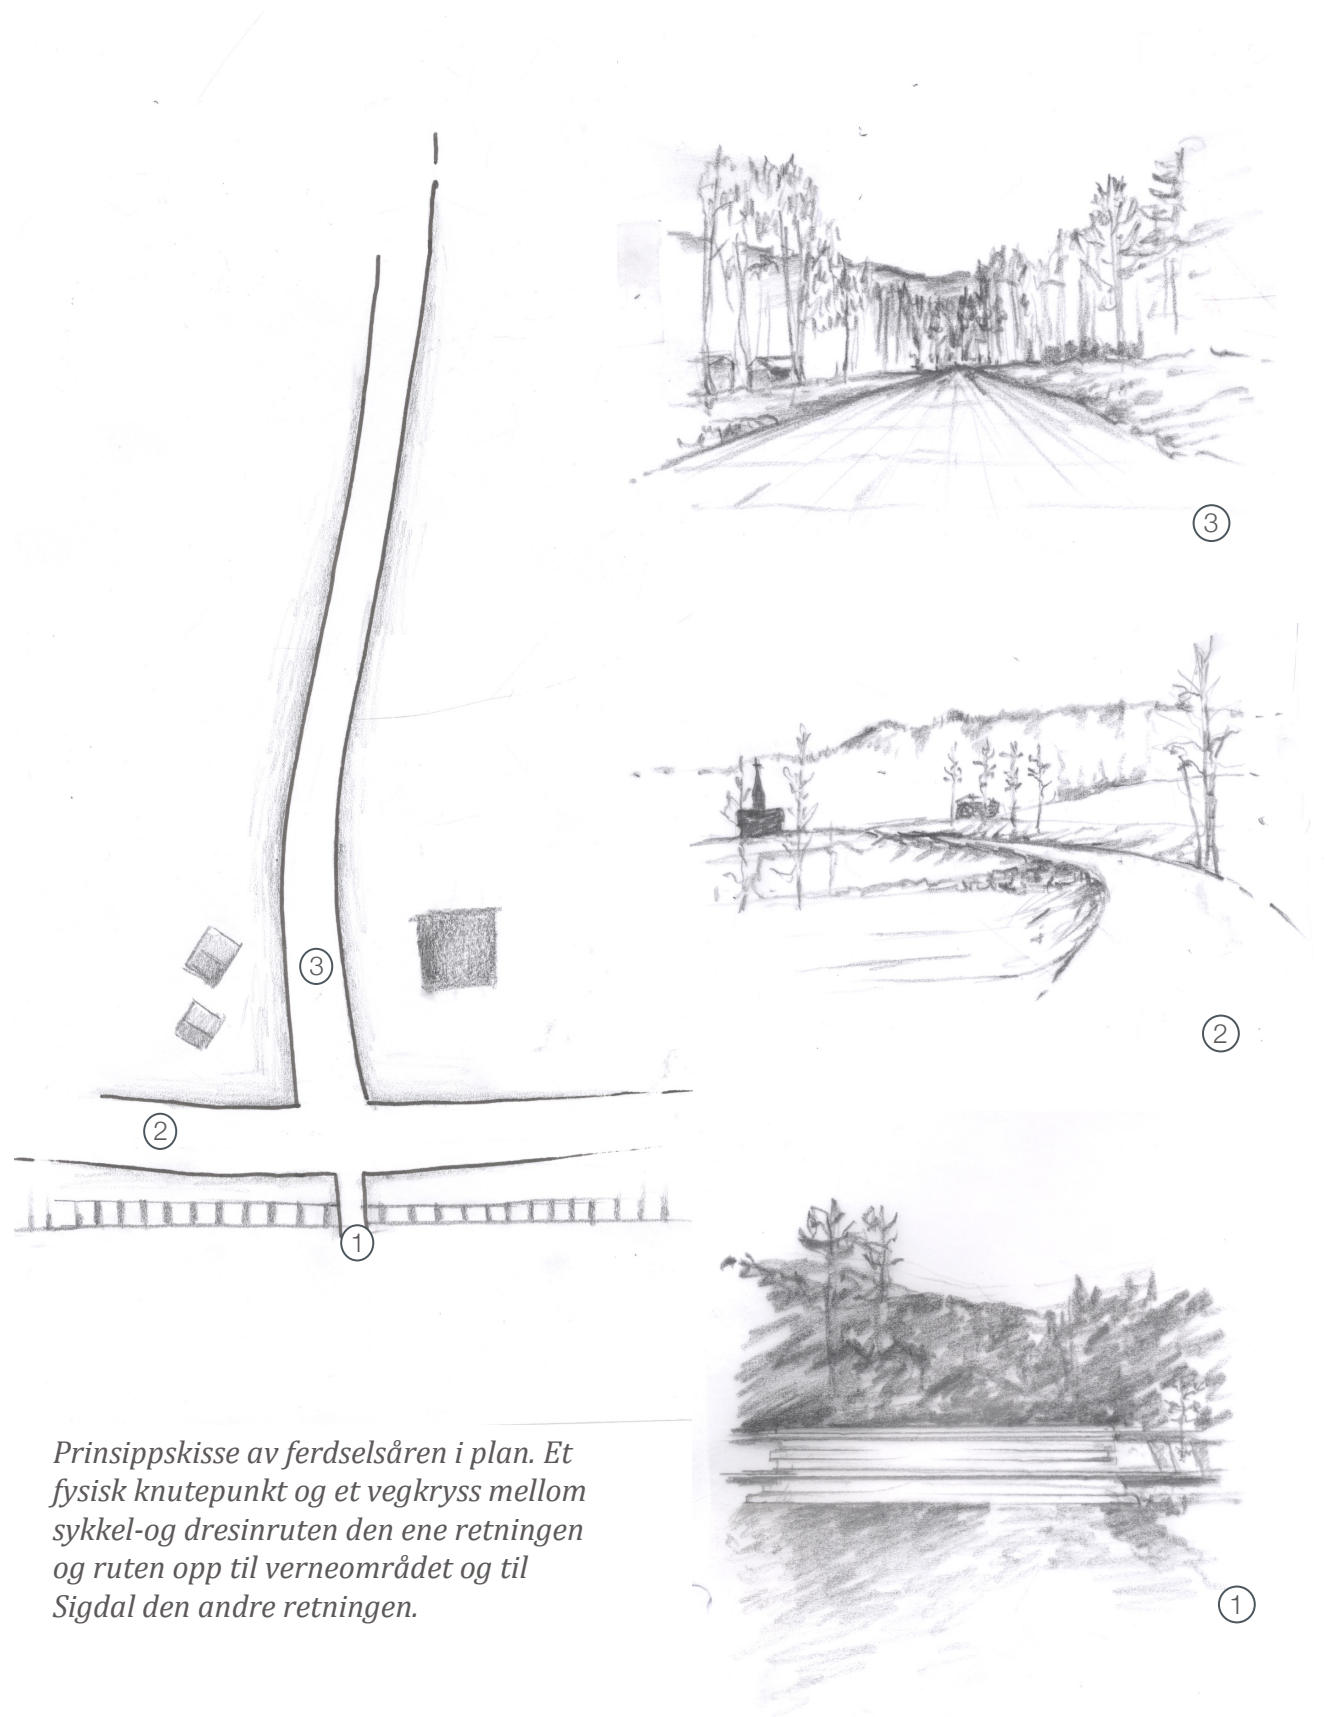 3
2
3
2
1
1
Prinsippskisse av ferdselsåren i plan. Et
fysisk knutepunkt og et vegkryss mellom
sykkel-og dresinruten den ene retningen
og ruten opp til verneområdet og til
Sigdal den andre retningen.